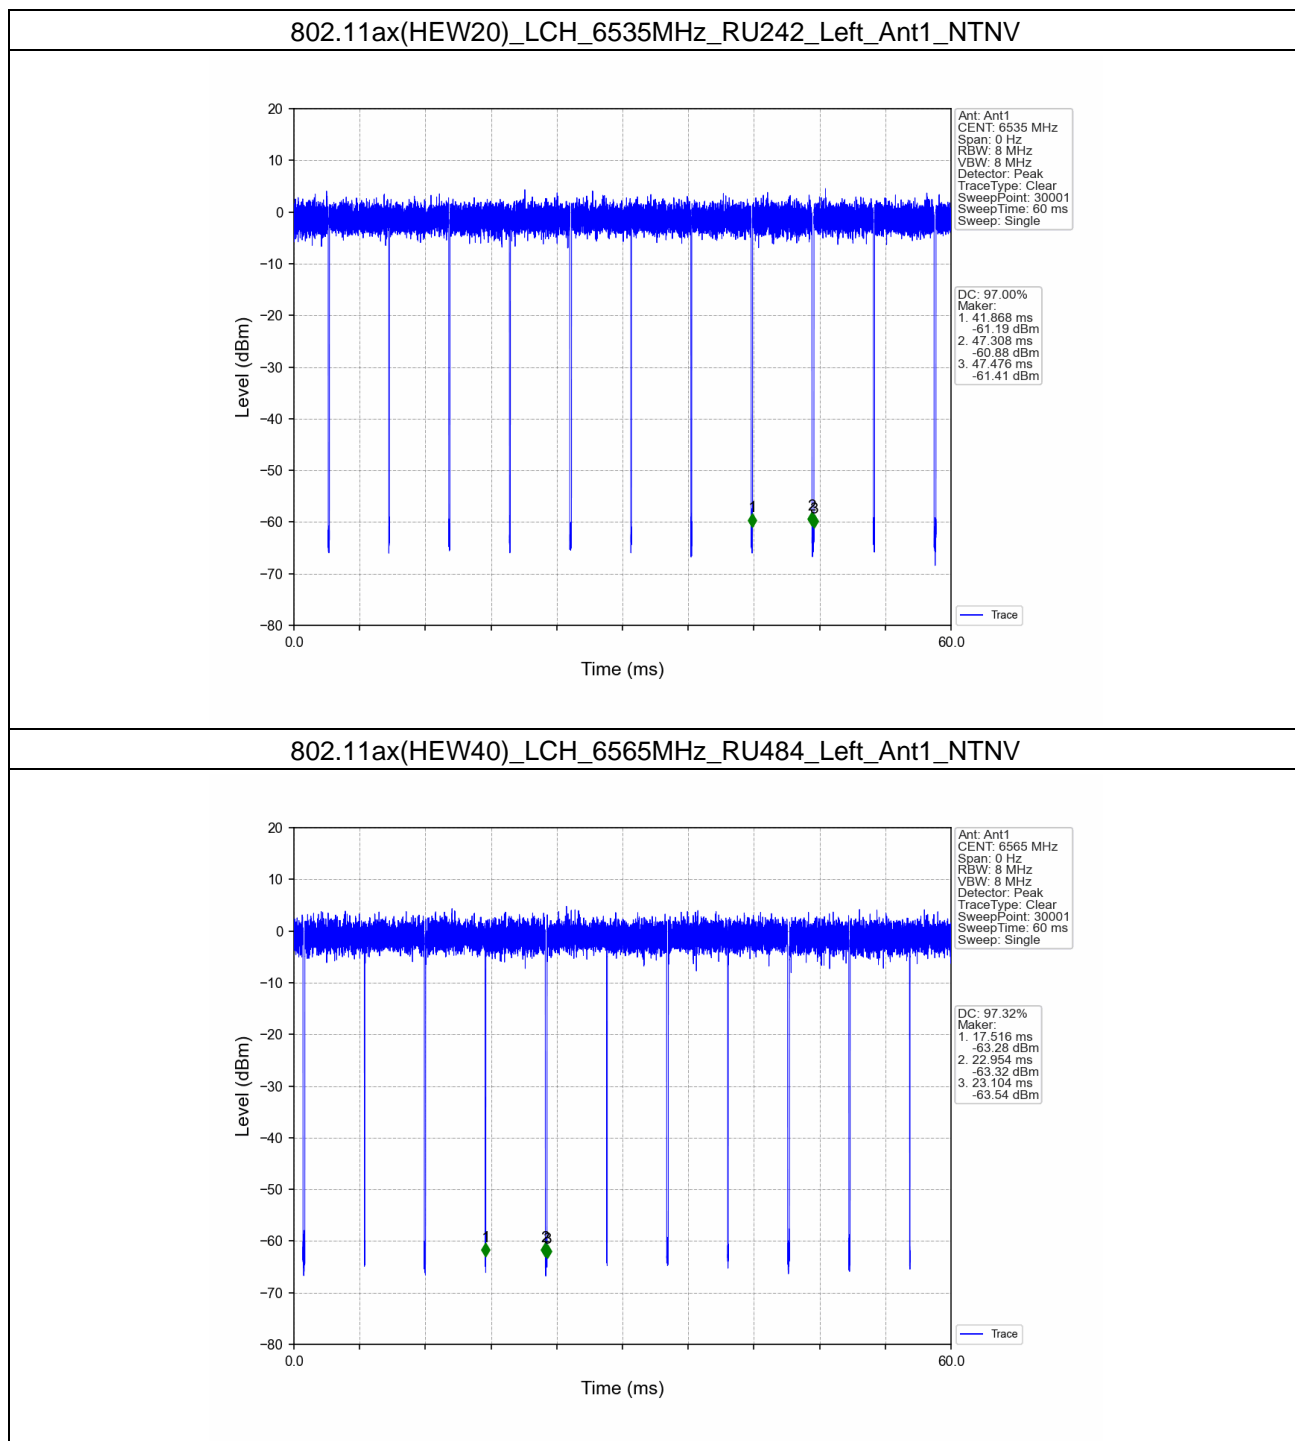 802.11ax(HEW20)_LCH_6535MHz_RU242_Left_Ant1_NTNV
20
10
0
−10
−20
−30
−40
−50
−60
−70
−80
Level (dBm)
0.0
60.0
Time (ms)
1
2
3
Ant: Ant1
CENT: 6535 MHz
Span: 0 Hz
RBW: 8 MHz
VBW: 8 MHz
Detector: Peak
TraceType: Clear
SweepPoint: 30001
SweepTime: 60 ms
Sweep: Single
DC: 97.00%
Maker:
1. 41.868 ms
-61.19 dBm
2. 47.308 ms
-60.88 dBm
3. 47.476 ms
-61.41 dBm
Trace
802.11ax(HEW40)_LCH_6565MHz_RU484_Left_Ant1_NTNV
20
10
0
−10
−20
−30
−40
−50
−60
−70
−80
Level (dBm)
0.0
60.0
Time (ms)
1
2
3
Ant: Ant1
CENT: 6565 MHz
Span: 0 Hz
RBW: 8 MHz
VBW: 8 MHz
Detector: Peak
TraceType: Clear
SweepPoint: 30001
SweepTime: 60 ms
Sweep: Single
DC: 97.32%
Maker:
1. 17.516 ms
-63.28 dBm
2. 22.954 ms
-63.32 dBm
3. 23.104 ms
-63.54 dBm
Trace